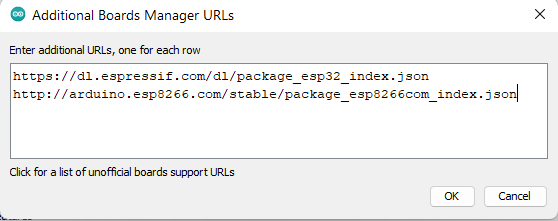 Additional Boards Manager URLs
Enter additional URLs, one for each row
https://dl.espressif.com/dl/package_esp32_index.json
http://arduino.esp8266.com/stable/package_esp8266com_index.json
Click for a list of unofficial boards support URLs
OK Cancel